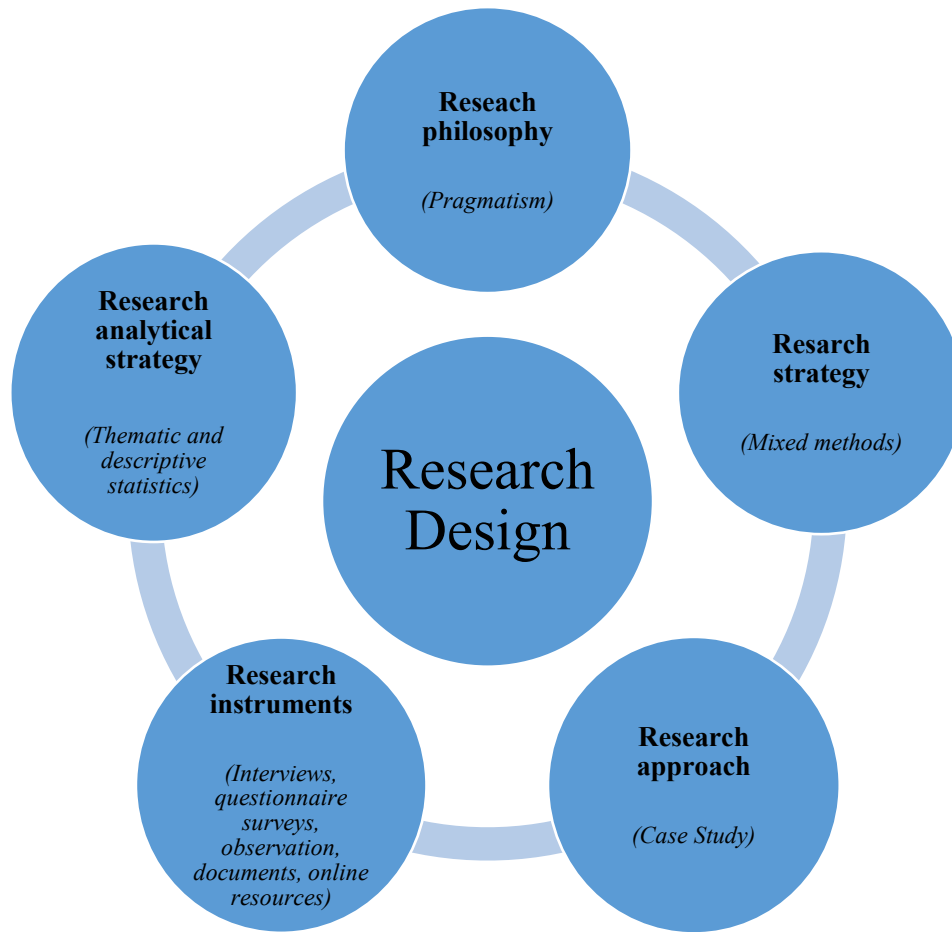 Reseach
philosophy
(Pragmatism)
Resarch
strategy
(Mixed methods)
Research
approach
(Case Study)
Research
instruments
(Interviews,
questionnaire
surveys,
observation,
documents, online
resources)
Research
analytical
strategy
(Thematic and
descriptive
statistics)
Research
Design